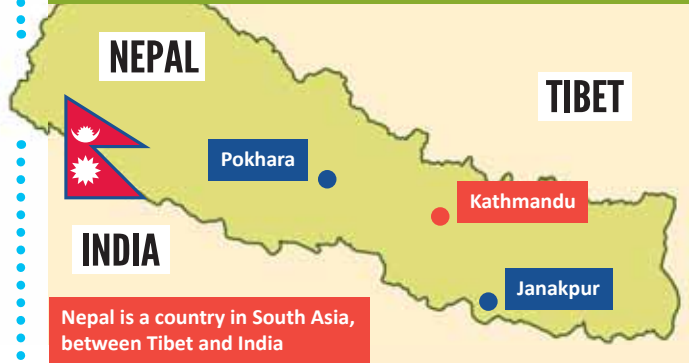 NEPAL
TIBET
Pokhara
Kathmandu
INDIA
Janakpur
Nepal is a country in South Asia,
between Tibet and India